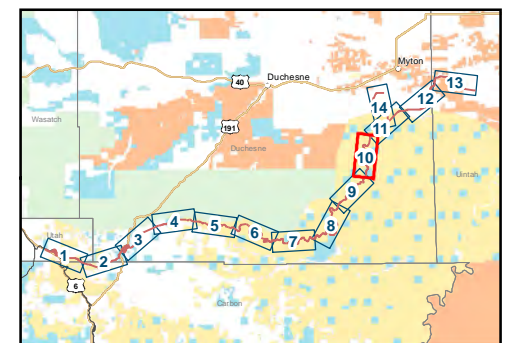 Myton
40
Duchesne
13
14
12
Wasatch
191
11
Duchesne
10
Uintah
9
Utah
4
5
8
3
6
7
1
2
6
Carbon